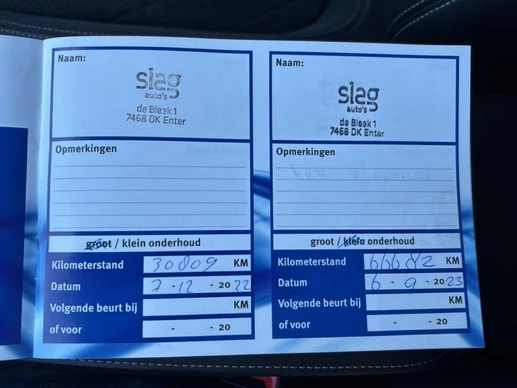 Naam:
slag
auto's
de Bleek 1
7468 DK Enter
Opmerkingen
groot / klein onderhoud
Kilometerstand 30809 KM
Datum 7 - 12 - 2022
Volgende beurt bij KM
of voor - - 20
Naam:
slag
auto's
de Bleek 1
7468 DK Enter
Opmerkingen
groot / klein onderhoud
Kilometerstand 66682 KM
Datum 6 - 9 - 2023
Volgende beurt bij KM
of voor - - 20